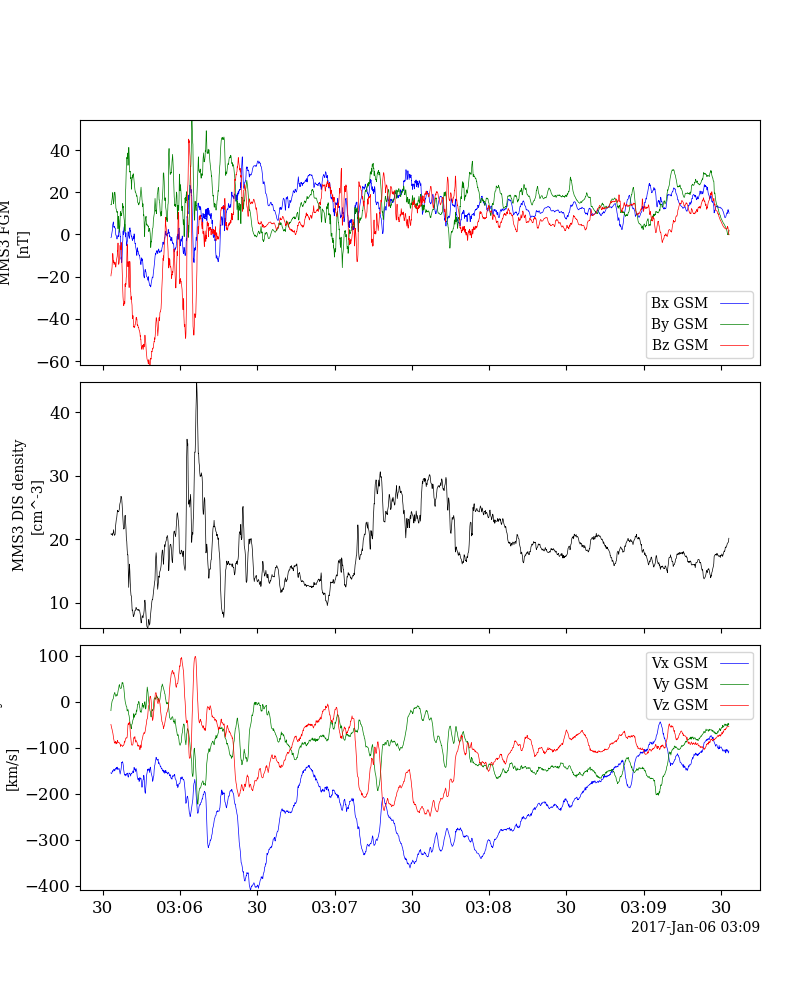 40
20
0
−20
−40
−60
MMS3 FGM
[nT]
Bx GSM
By GSM
Bz GSM
40
30
20
10
MMS3 DIS density
[cm^-3]
100
0
−100
−200
−300
−400
[km/s]
Vx GSM
Vy GSM
Vz GSM
30 03:06 30 03:07 30 03:08 30 03:09 30
2017-Jan-06 03:09